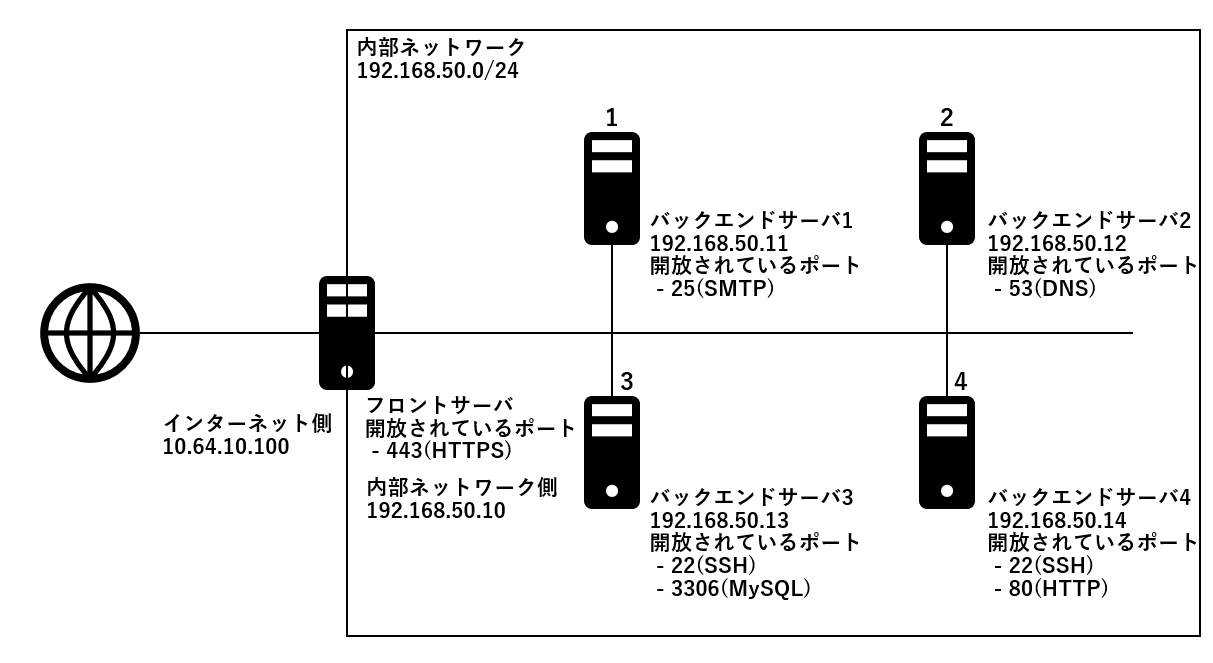 内部ネットワーク
192.168.50.0/24
1
バックエンドサーバ1
192.168.50.11
開放されているポート
- 25(SMTP)
2
バックエンドサーバ2
192.168.50.12
開放されているポート
- 53(DNS)
インターネット側
10.64.10.100
フロントサーバ
開放されているポート
- 443(HTTPS)
内部ネットワーク側
192.168.50.10
3
バックエンドサーバ3
192.168.50.13
開放されているポート
- 22(SSH)
- 3306(MySQL)
4
バックエンドサーバ4
192.168.50.14
開放されているポート
- 22(SSH)
- 80(HTTP)